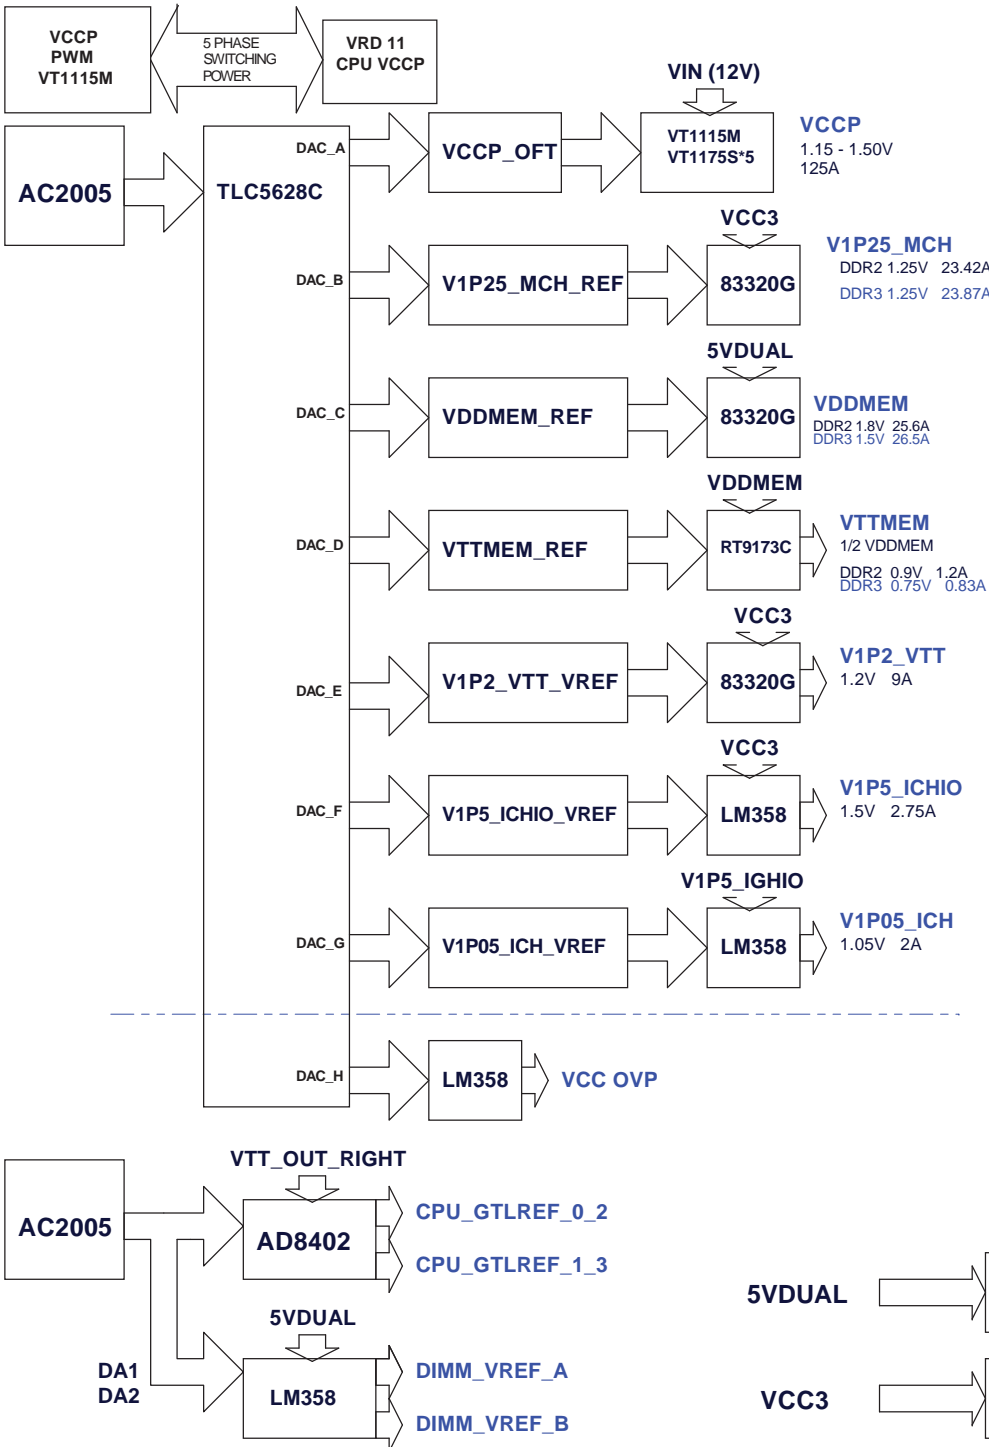 VCCP
PWM
VT1115M
5 PHASE
SWITCHING
POWER
VRD 11
CPU VCCP
VIN (12V)
AC2005
TLC5628C
DAC_A
VCCP_OFT
VT1115M
VT1175S*5
VCCP
1.15 - 1.50V
125A
VCC3
DAC_B
V1P25_MCH_REF
83320G
V1P25_MCH
DDR2 1.25V 23.42A
DDR3 1.25V 23.87A
5VDUAL
DAC_C
VDDMEM_REF
83320G
VDDMEM
DDR2 1.8V 25.6A
DDR3 1.5V 26.5A
VDDMEM
DAC_D
VTTMEM_REF
RT9173C
VTTMEM
1/2 VDDMEM
DDR2 0.9V 1.2A
DDR3 0.75V 0.83A
VCC3
DAC_E
V1P2_VTT_VREF
83320G
V1P2_VTT
1.2V 9A
VCC3
DAC_F
V1P5_ICHIO_VREF
LM358
V1P5_ICHIO
1.5V 2.75A
V1P5_IGHIO
DAC_G
V1P05_ICH_VREF
LM358
V1P05_ICH
1.05V 2A
DAC_H
LM358
VCC OVP
VTT_OUT_RIGHT
AC2005
AD8402
CPU_GTLREF_0_2
CPU_GTLREF_1_3
5VDUAL
5VDUAL
DA1
DA2
LM358
DIMM_VREF_A
DIMM_VREF_B
VCC3